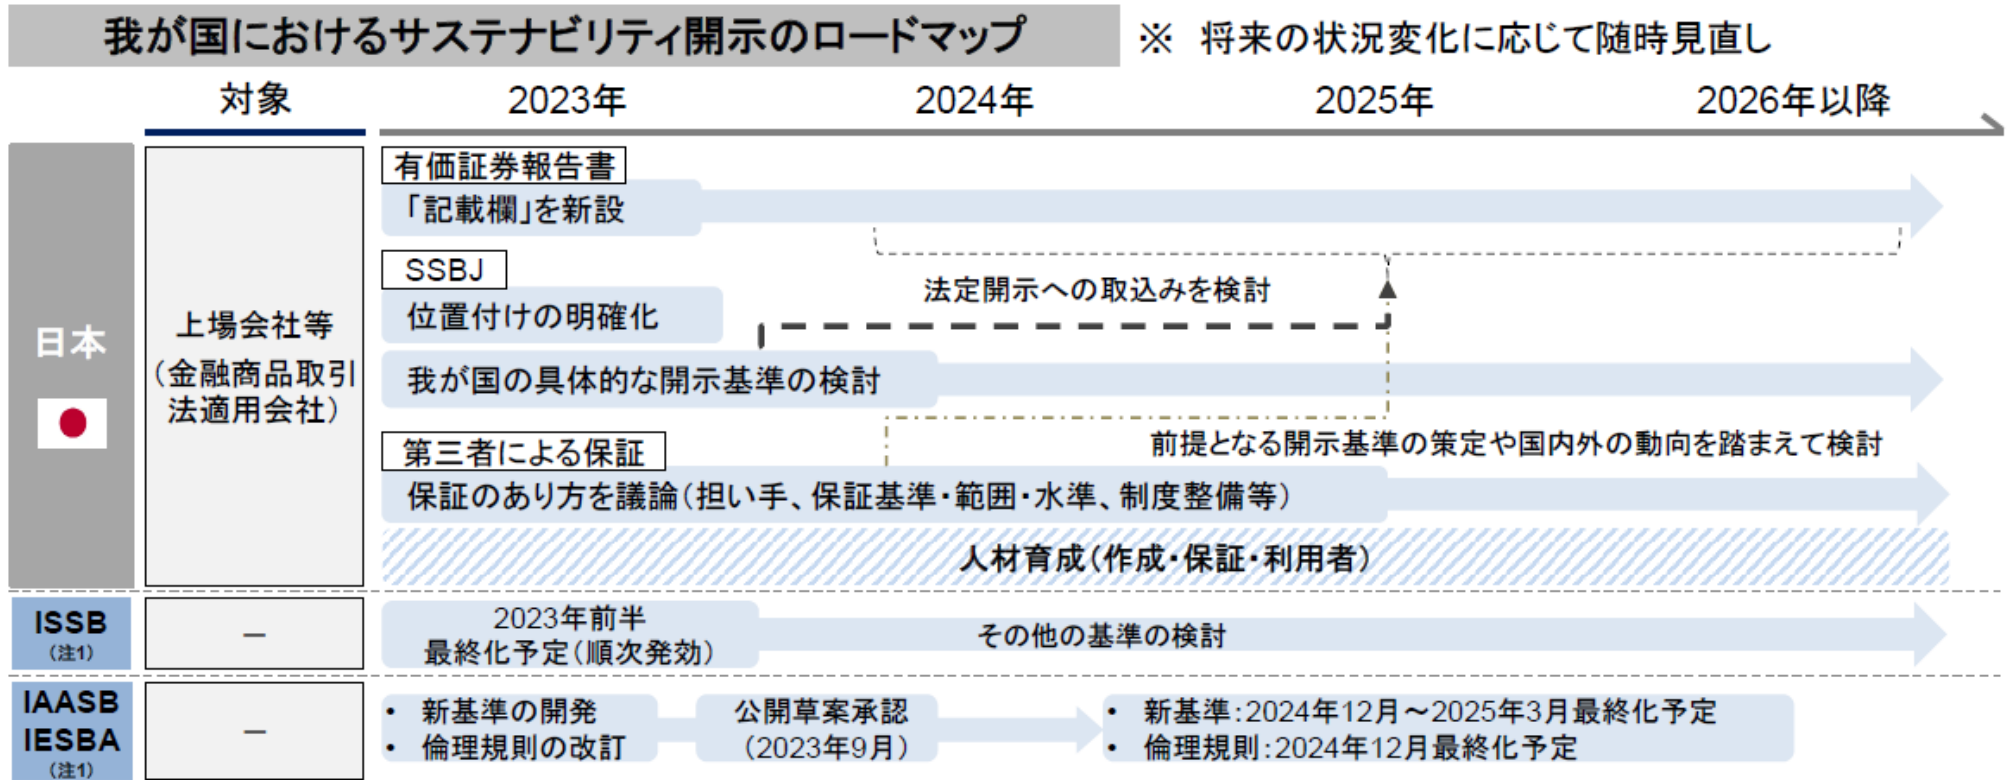 我が国におけるサステナビリティ開示のロードマップ
※ 将来の状況変化に応じて随時見直し
対象
2023年
2024年
2025年
2026年以降
日本
上場会社等
（金融商品取引
法適用会社）
有価証券報告書
「記載欄」を新設
SSBJ
位置付けの明確化
法定開示への取込みを検討
我が国の具体的な開示基準の検討
第三者による保証
前提となる開示基準の策定や国内外の動向を踏まえて検討
保証のあり方を議論（担い手、保証基準・範囲・水準、制度整備等）
人材育成（作成・保証・利用者）
ISSB
（注1）
－
2023年前半
最終化予定（順次発効）
その他の基準の検討
IAASB
IESBA
（注1）
－
• 新基準の開発
• 倫理規則の改訂
公開草案承認
（2023年9月）
• 新基準：2024年12月～2025年3月最終化予定
• 倫理規則：2024年12月最終化予定